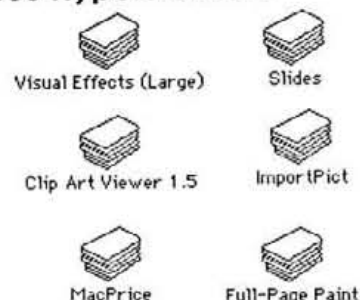 Visual Effects (Large)
Slides
Clip Art Viewer 1.5
ImportPict
MacPrice
Full-Page Paint